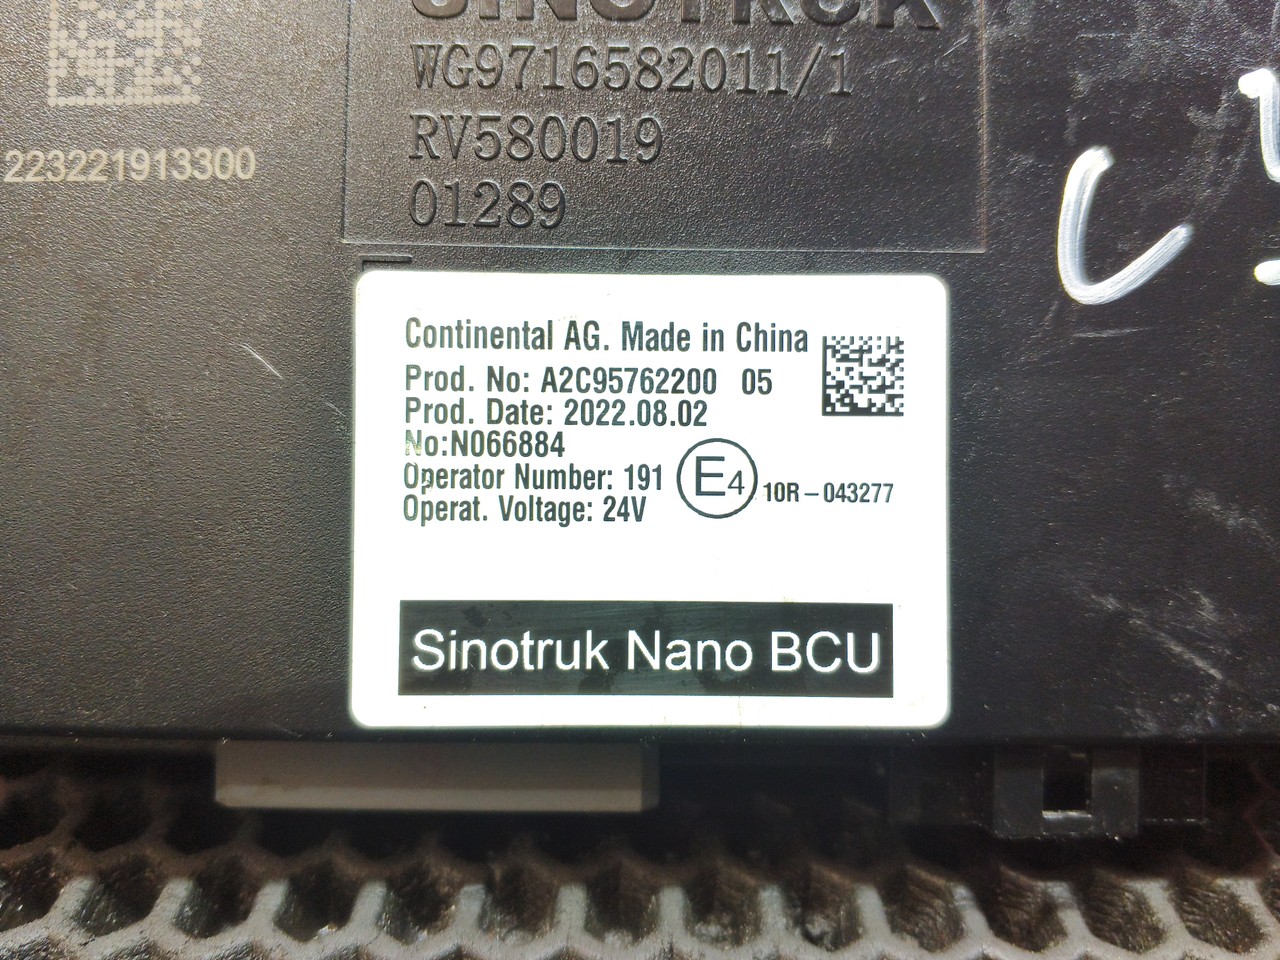 SINOTRUK
WG9716582011/1
RV580019
01289
223221913300
Continental AG. Made in China
Prod. No: A2C95762200 05
Prod. Date: 2022.08.02
No:N066884
Operator Number: 191
Operat. Voltage: 24V
E4
10R-043277
Sinotruk Nano BCU
C